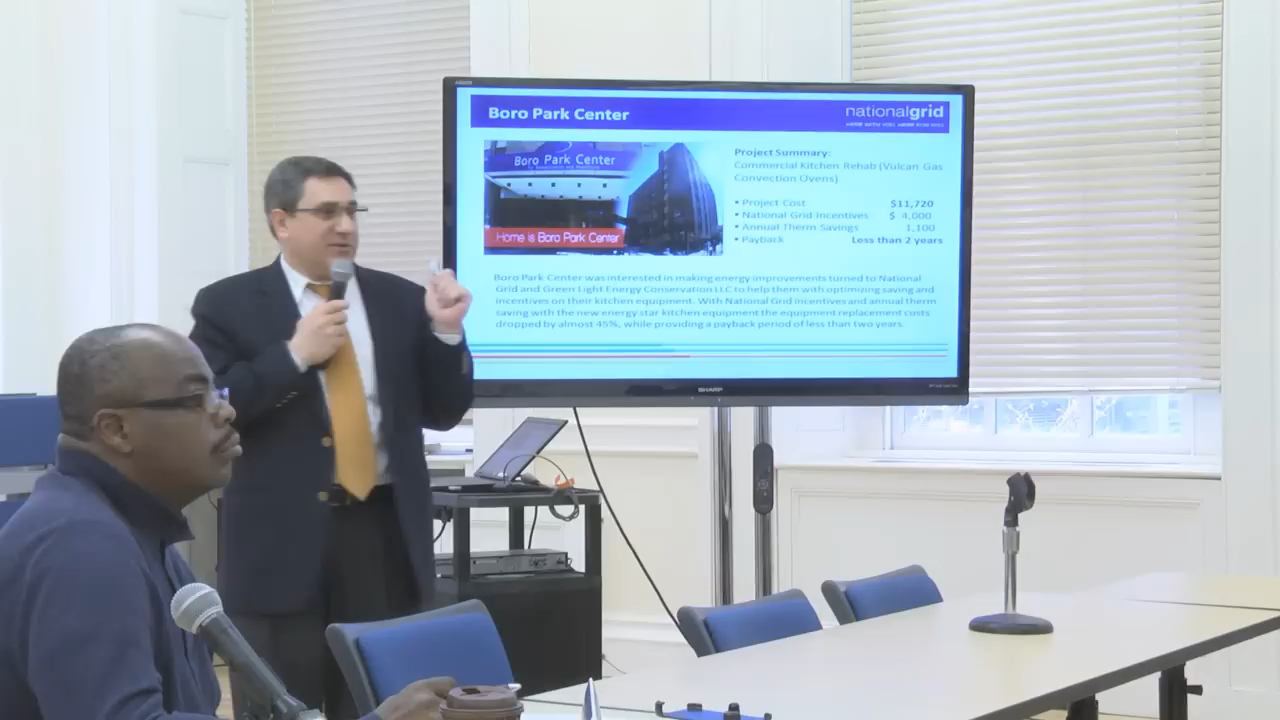 Boro Park Center
nationalgrid
HERE WITH YOU. HERE FOR YOU.
Boro Park Center
Home is Boro Park Center
Project Summary:
Commercial Kitchen Rehab (Vulcan Gas
Convection Ovens)
▪ Project Cost $11,720
▪ National Grid Incentives $ 4,000
▪ Annual Therm Savings 1,100
▪ Payback Less than 2 years
Boro Park Center was interested in making energy improvements turned to National
Grid and Green Light Energy Conservation LLC to help them with optimizing saving and
incentives on their kitchen equipment. With National Grid incentives and annual therm
saving with the new energy star kitchen equipment the equipment replacement costs
dropped by almost 45%, while providing a payback period of less than two years.
SHARP